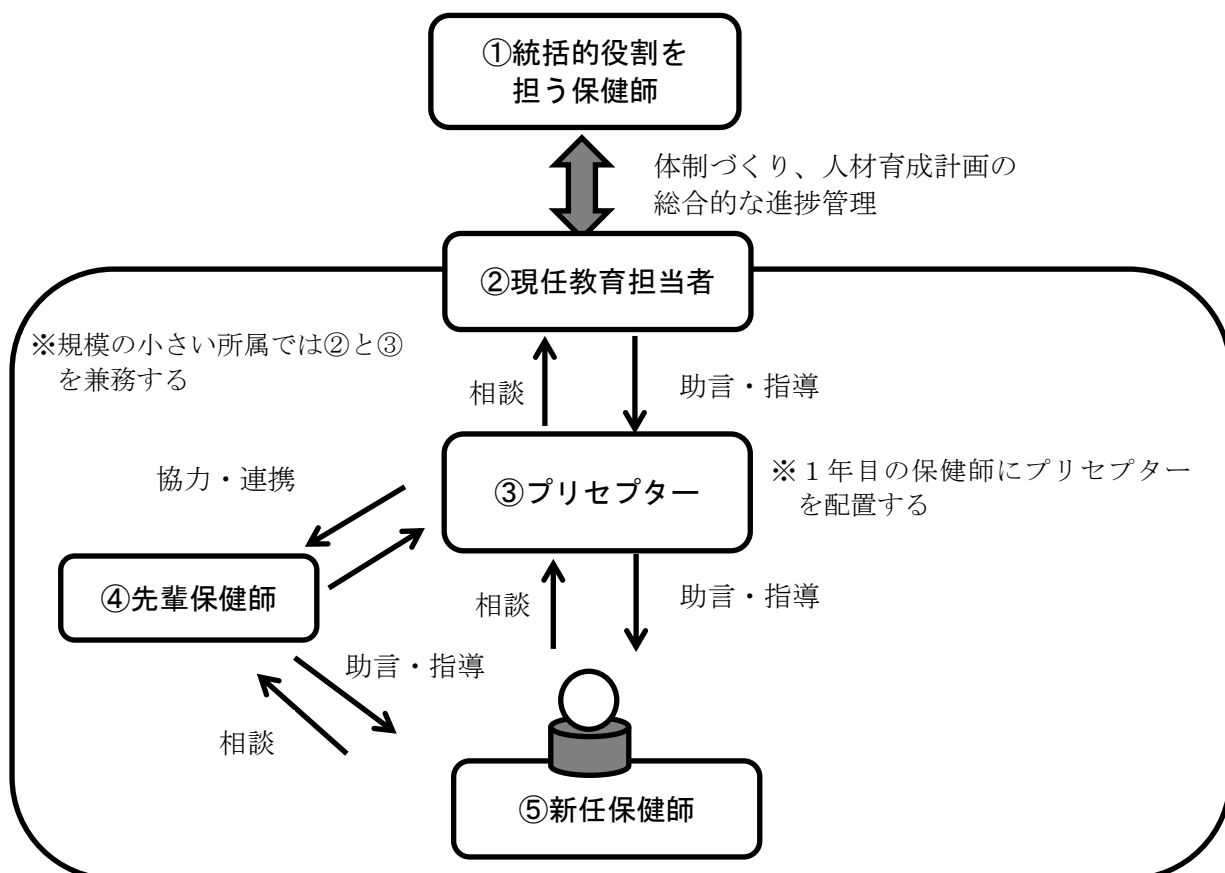 ①統括的役割を
担う保健師
体制づくり、人材育成計画の
総合的な進捗管理
②現任教育担当者
※規模の小さい所属では②と③
を兼務する
相談
助言・指導
協力・連携
③プリセプター
※１年目の保健師にプリセプター
を配置する
④先輩保健師
相談
助言・指導
助言・指導
相談
⑤新任保健師